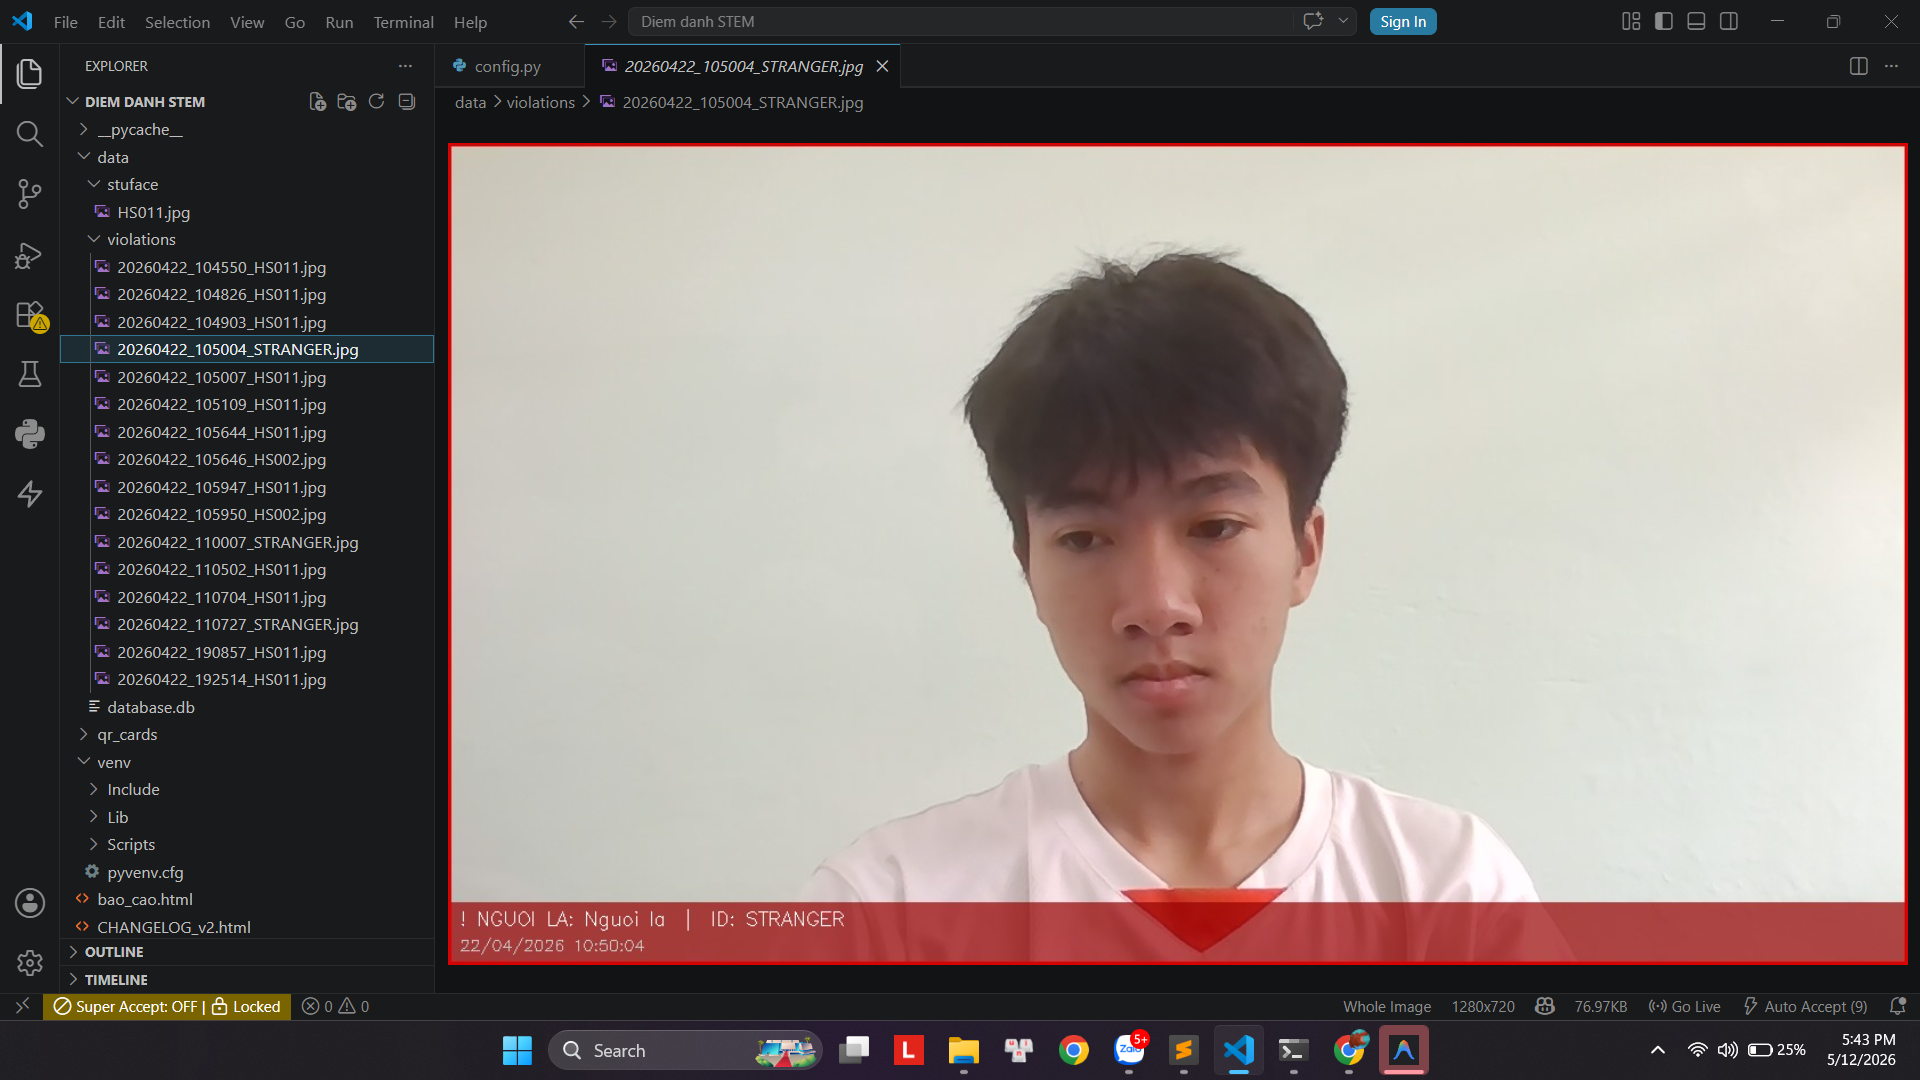 File Edit Selection View Go Run Terminal Help
Diem danh STEM
Sign In
EXPLORER
config.py
20260422_105004_STRANGER.jpg
DIEM DANH STEM
data > violations > 20260422_105004_STRANGER.jpg
__pycache__
data
stuface
HS011.jpg
violations
20260422_104550_HS011.jpg
20260422_104826_HS011.jpg
20260422_104903_HS011.jpg
20260422_105004_STRANGER.jpg
20260422_105007_HS011.jpg
20260422_105109_HS011.jpg
20260422_105644_HS011.jpg
20260422_105646_HS002.jpg
20260422_105947_HS011.jpg
20260422_105950_HS002.jpg
20260422_110007_STRANGER.jpg
20260422_110502_HS011.jpg
20260422_110704_HS011.jpg
20260422_110727_STRANGER.jpg
20260422_190857_HS011.jpg
20260422_192514_HS011.jpg
database.db
qr_cards
venv
Include
Lib
Scripts
pyvenv.cfg
bao_cao.html
CHANGELOG_v2.html
OUTLINE
TIMELINE
! NGUOI LA: Nguoi la | ID: STRANGER
22/04/2026 10:50:04
Super Accept: OFF | Locked
0 0
Whole Image 1280x720 76.97KB Go Live Auto Accept (9)
Search
L
Zalo
5+
25%
5:43 PM
5/12/2026